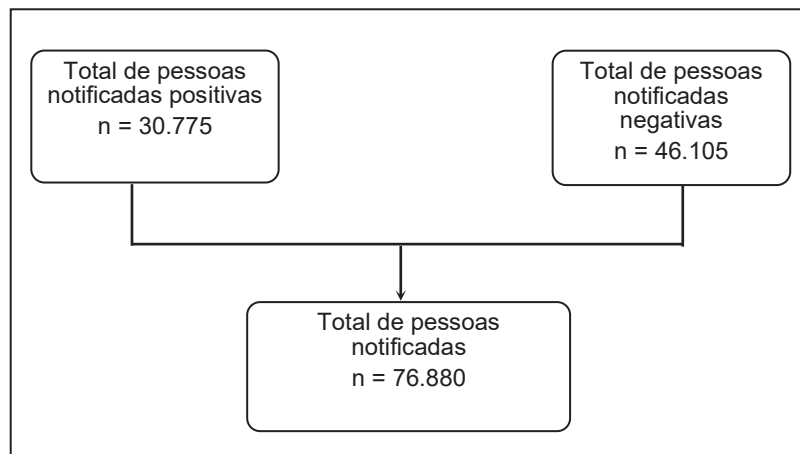 Total de pessoas
notificadas positivas
n = 30.775
Total de pessoas
notificadas
negativas
n = 46.105
Total de pessoas
notificadas
n = 76.880